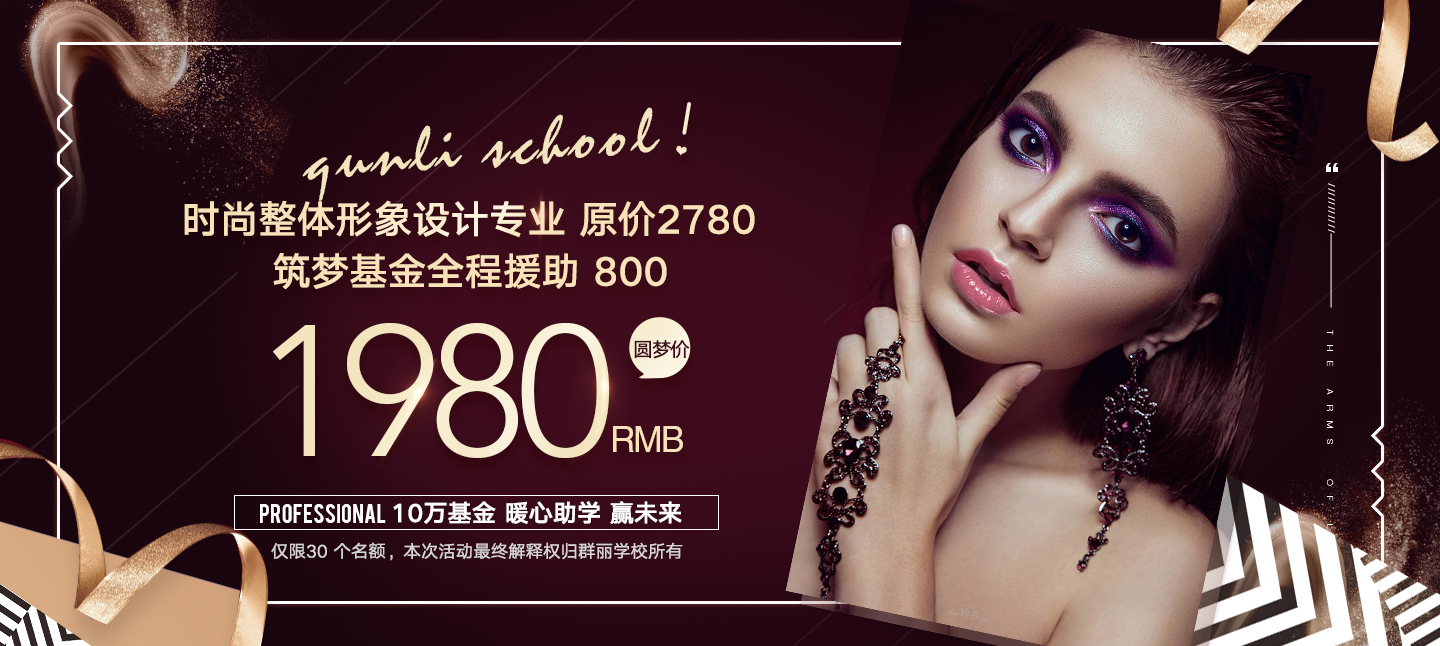 qunli school!
时尚整体形象设计专业 原价2780
筑梦基金全程援助 800
1980
圆梦价
RMB
PROFESSIONAL 10万基金 暖心助学 赢未来
仅限30 个名额，本次活动最终解释权归群丽学校所有
“
THE ARMS OF